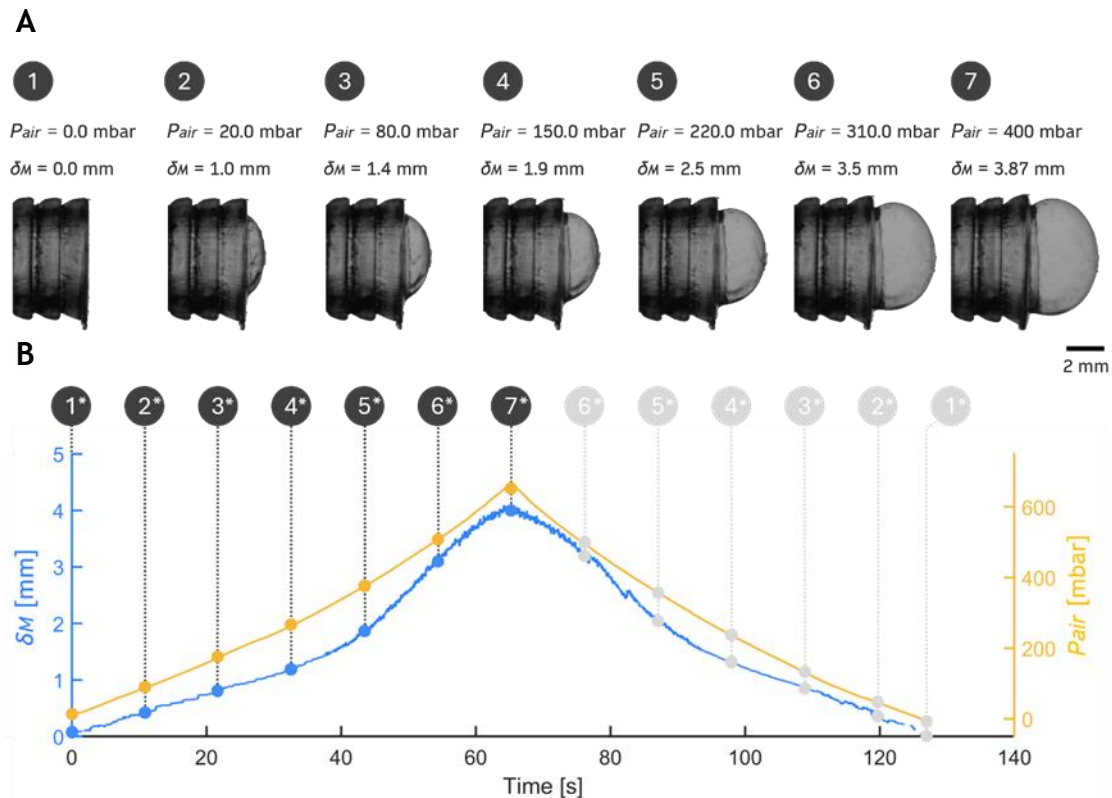 A
1 2 3 4 5 6 7
Pair = 0.0 mbar Pair = 20.0 mbar Pair = 80.0 mbar Pair = 150.0 mbar Pair = 220.0 mbar Pair = 310.0 mbar Pair = 400 mbar
δM = 0.0 mm δM = 1.0 mm δM = 1.4 mm δM = 1.9 mm δM = 2.5 mm δM = 3.5 mm δM = 3.87 mm
2 mm
B
1* 2* 3* 4* 5* 6* 7* 6* 5* 4* 3* 2* 1*
5
4
3
2
1
0
δM [mm]
600
400
200
0
Pair [mbar]
0 20 40 60 80 100 120 140
Time [s]